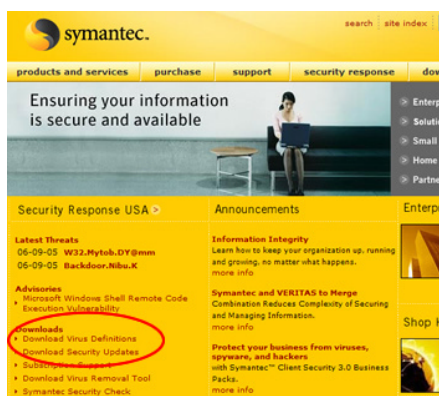 symantec.
search site index
products and services purchase support security response
Ensuring your information
is secure and available
Small
Home
Security Response USA
Announcements
Latest Threats
06-09-05 W32.Mytob.DY@mm
06-09-05 Backdoor.Nibu.K
Advisories
Microsoft Windows Shell Remote Code
Execution Vulnerability
Downloads
Download Virus Definitions
Download Security Updates
Subscription Support
Download Virus Removal Tool
Symantec Security Check
Information Integrity
Learn how to keep your organization up, running
and growing, no matter what happens.
more info
Symantec and VERITAS to Merge
Combination Reduces Complexity of Securing
and Managing Information.
more info
Protect your business from viruses,
spyware, and hackers
with Symantec™ Client Security 3.0 Business
Packs.
more info
Shop